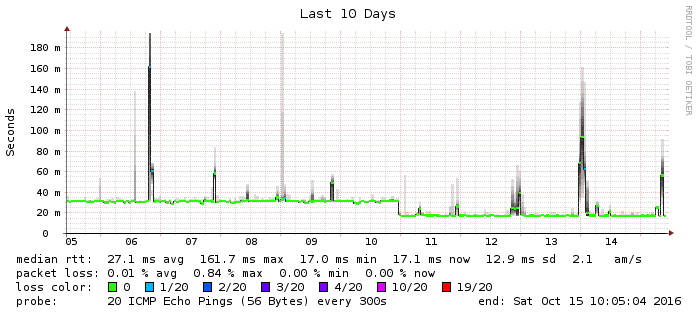 Last 10 Days
RRDTOOL / TOBI OETIKER
Seconds
180 m
160 m
140 m
120 m
100 m
80 m
60 m
40 m
20 m
0
05 06 07 08 09 10 11 12 13 14
median rtt: 27.1 ms avg 161.7 ms max 17.0 ms min 17.1 ms now 12.9 ms sd 2.1 am/s
packet loss: 0.01 % avg 0.84 % max 0.00 % min 0.00 % now
loss color: 0 1/20 2/20 3/20 4/20 10/20 19/20
probe: 20 ICMP Echo Pings (56 Bytes) every 300s end: Sat Oct 15 10:05:04 2016